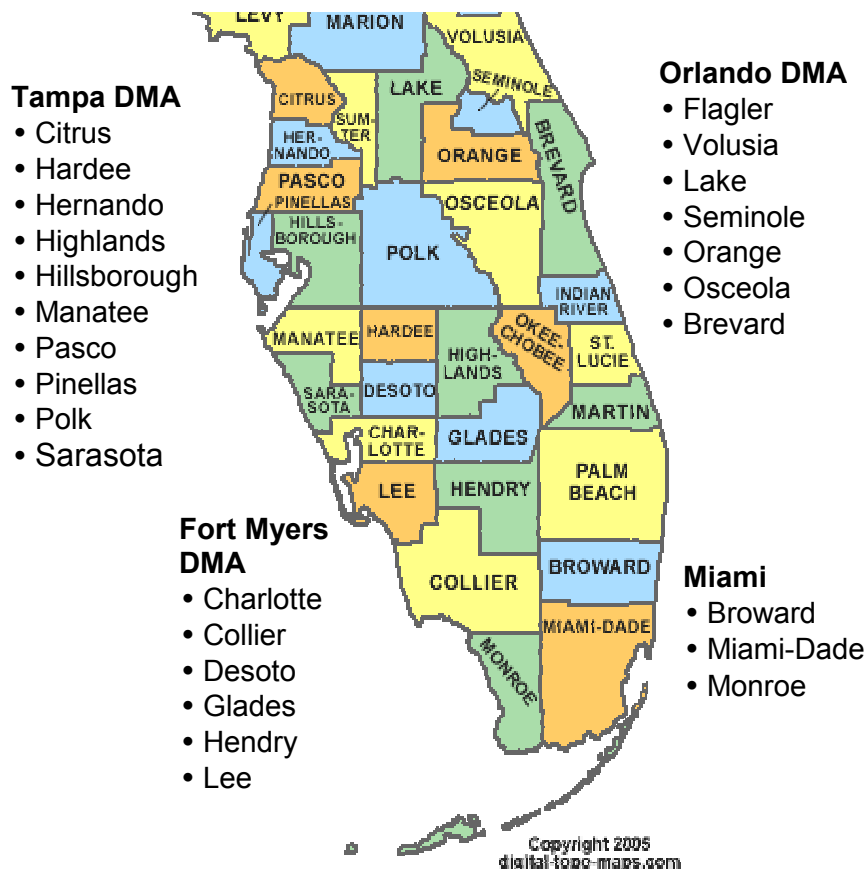 Tampa DMA
• Citrus
• Hardee
• Hernando
• Highlands
• Hillsborough
• Manatee
• Pasco
• Pinellas
• Polk
• Sarasota
Fort Myers
DMA
• Charlotte
• Collier
• Desoto
• Glades
• Hendry
• Lee
Orlando DMA
• Flagler
• Volusia
• Lake
• Seminole
• Orange
• Osceola
• Brevard
Miami
• Broward
• Miami-Dade
• Monroe
LEVY
MARION
VOLUSIA
LAKE
SEMINOLE
CITRUS
SUM-
TER
HER-
NANDO
ORANGE
BREVARD
PASCO
PINELLAS
OSCEOLA
HILLS-
BOROUGH
POLK
INDIAN
RIVER
MANATEE
HARDEE
HIGH-
LANDS
OKEE-
CHOBEE
ST.
LUCIE
SARA-
SOTA
DESOTO
MARTIN
CHAR-
LOTTE
GLADES
LEE
HENDRY
PALM
BEACH
COLLIER
BROWARD
MIAMI-DADE
MONROE
Copyright 2005
digital-topo-maps.com